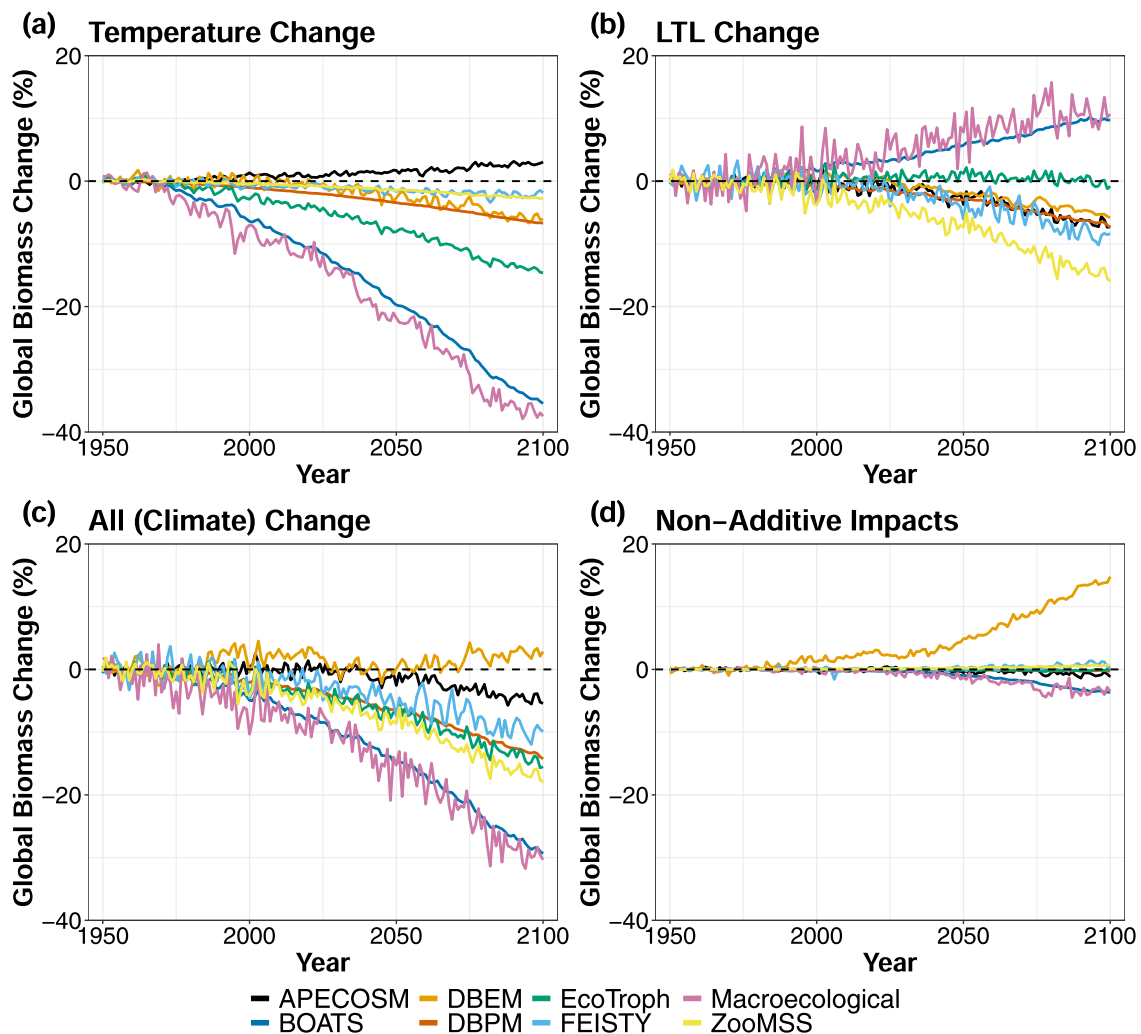 (a) Temperature Change
20
0
−20
−40
Global Biomass Change (%)
1950 2000 2050 2100
Year
(b) LTL Change
20
0
−20
−40
Global Biomass Change (%)
1950 2000 2050 2100
Year
(c) All (Climate) Change
20
0
−20
−40
Global Biomass Change (%)
1950 2000 2050 2100
Year
(d) Non−Additive Impacts
20
0
−20
−40
Global Biomass Change (%)
1950 2000 2050 2100
Year
APECOSM DBEM EcoTroph Macroecological
BOATS DBPM FEISTY ZooMSS